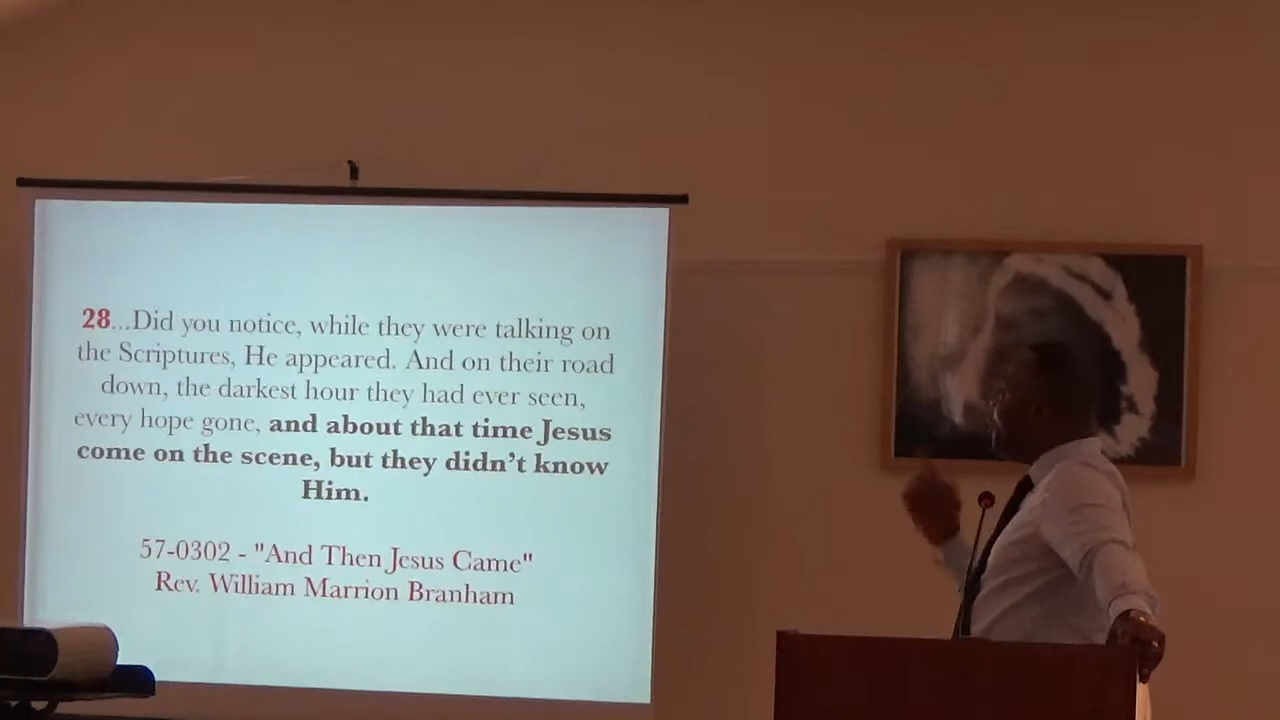 28...Did you notice, while they were talking on
the Scriptures, He appeared. And on their road
down, the darkest hour they had ever seen,
every hope gone, and about that time Jesus
come on the scene, but they didn't know
Him.
57-0302 - "And Then Jesus Came"
Rev. William Marrion Branham